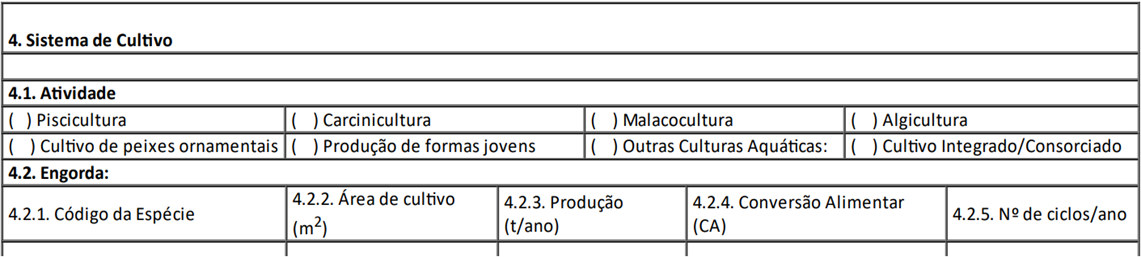 4. Sistema de Cultivo
4.1. Atividade
( ) Piscicultura ( ) Carcinicultura ( ) Malacocultura ( ) Algicultura
( ) Cultivo de peixes ornamentais ( ) Produção de formas jovens ( ) Outras Culturas Aquáticas: ( ) Cultivo Integrado/Consorciado
4.2. Engorda:
4.2.1. Código da Espécie
4.2.2. Área de cultivo
(m²)
4.2.3. Produção
(t/ano)
4.2.4. Conversão Alimentar
(CA)
4.2.5. Nº de ciclos/ano